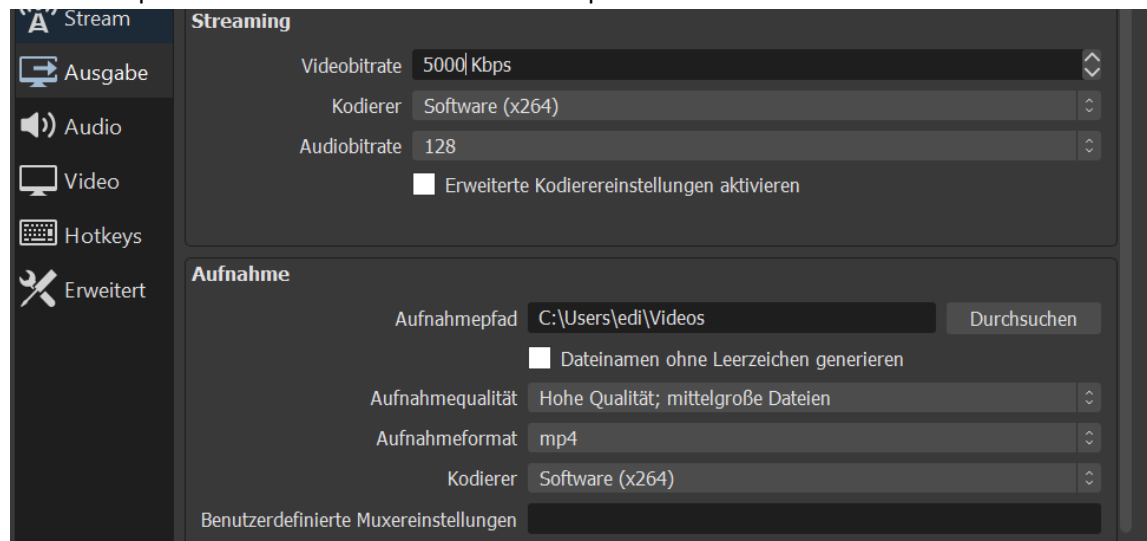 Stream
Ausgabe
Audio
Video
Hotkeys
Erweitert
Streaming
Videobitrate 5000 Kbps
Kodierer Software (x264)
Audiobitrate 128
Erweiterte Kodierereinstellungen aktivieren
Aufnahme
Aufnahmepfad C:\Users\edi\Videos Durchsuchen
Dateinamen ohne Leerzeichen generieren
Aufnahmequalität Hohe Qualität; mittelgroße Dateien
Aufnahmeformat mp4
Kodierer Software (x264)
Benutzerdefinierte Muxereinstellungen